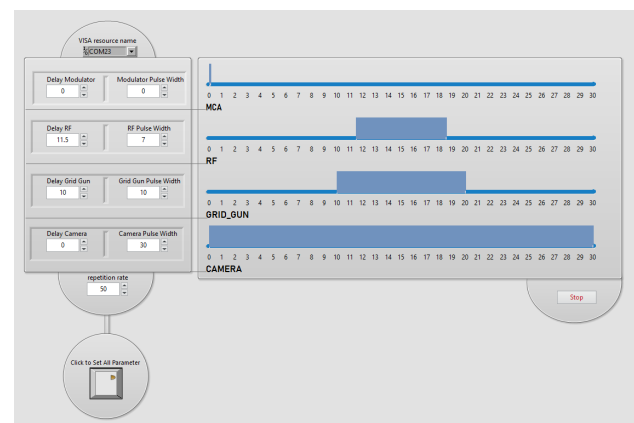 VISA resource name
COM23
Delay Modulator Modulator Pulse Width
0 0
Delay RF RF Pulse Width
11,5 7
Delay Grid Gun Grid Gun Pulse Width
10 10
Delay Camera Camera Pulse Width
0 30
repetition rate
50
Click to Set All Parameter
0 1 2 3 4 5 6 7 8 9 10 11 12 13 14 15 16 17 18 19 20 21 22 23 24 25 26 27 28 29 30
MCA
0 1 2 3 4 5 6 7 8 9 10 11 12 13 14 15 16 17 18 19 20 21 22 23 24 25 26 27 28 29 30
RF
0 1 2 3 4 5 6 7 8 9 10 11 12 13 14 15 16 17 18 19 20 21 22 23 24 25 26 27 28 29 30
GRID_GUN
0 1 2 3 4 5 6 7 8 9 10 11 12 13 14 15 16 17 18 19 20 21 22 23 24 25 26 27 28 29 30
CAMERA
Stop